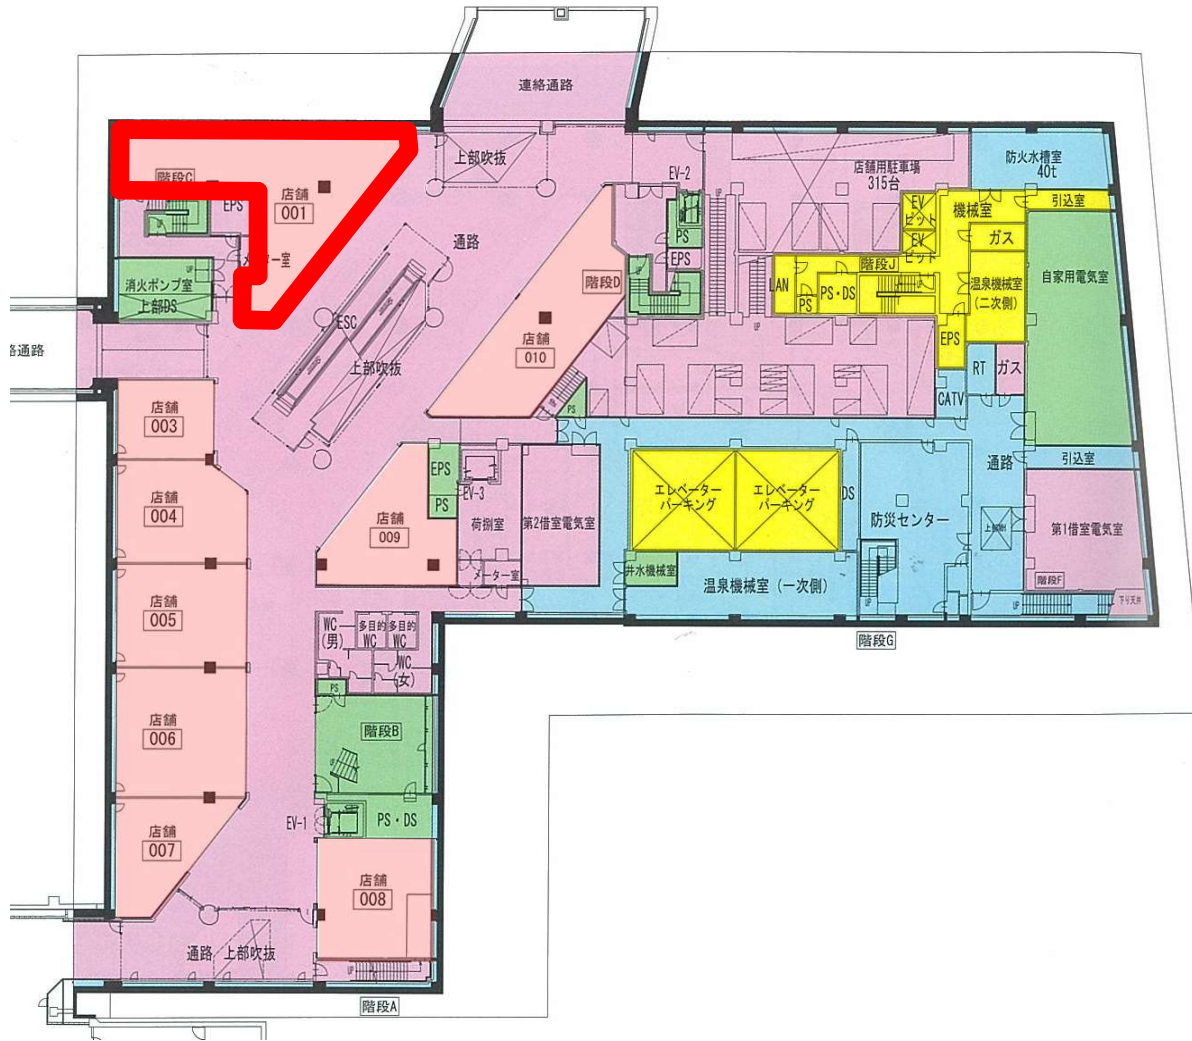 連絡通路
上部吹抜
店舗用駐車場
315台
防火水槽室
40t
EV-2
階段C
店舗
001
EPS
EV
ピット
機械室
引込室
通路
PS
EV
ピット
ガス
メーター室
EPS
階段J
自家用電気室
消火ポンプ室
上部DS
階段D
LAN
PS・DS
PS
温泉機械室
(二次側)
ESC
店舗
010
EPS
絡通路
上部吹抜
RT
ガス
店舗
003
PS
CATV
EPS
通路
引込室
EV-3
PS
店舗
004
店舗
009
荷捌室
第2借室電気室
エレベーター
パーキング
エレベーター
パーキング
DS
防災センター
第1借室電気室
メーター室
井水機械室
温泉機械室(一次側)
階段F
下り天井
UP
店舗
005
WC
(男)
多目的
WC
多目的
WC
WC
(女)
階段G
PS
店舗
006
階段B
UP
EV-1
PS・DS
店舗
007
店舗
008
通路
上部吹抜
UP
階段A